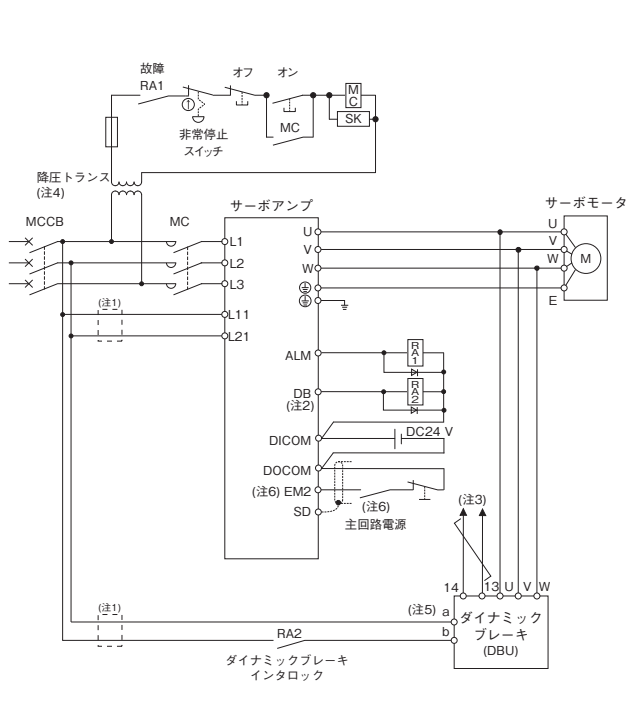 故障
RA1
オフ
オン
①
非常停止
スイッチ
MC
MC
SK
降圧トランス
(注4)
MCCB
MC
サーボアンプ
サーボモータ
L1
L2
L3
L11
L21
(注1)
U
V
W
U
V
W
E
M
ALM
RA1
DB
(注2)
RA2
DICOM
DC24 V
DOCOM
(注6) EM2
SD
(注6)
主回路電源
(注3)
14
13
U
V
W
(注5)
a
b
ダイナミック
ブレーキ
(DBU)
(注1)
RA2
ダイナミックブレーキ
インタロック